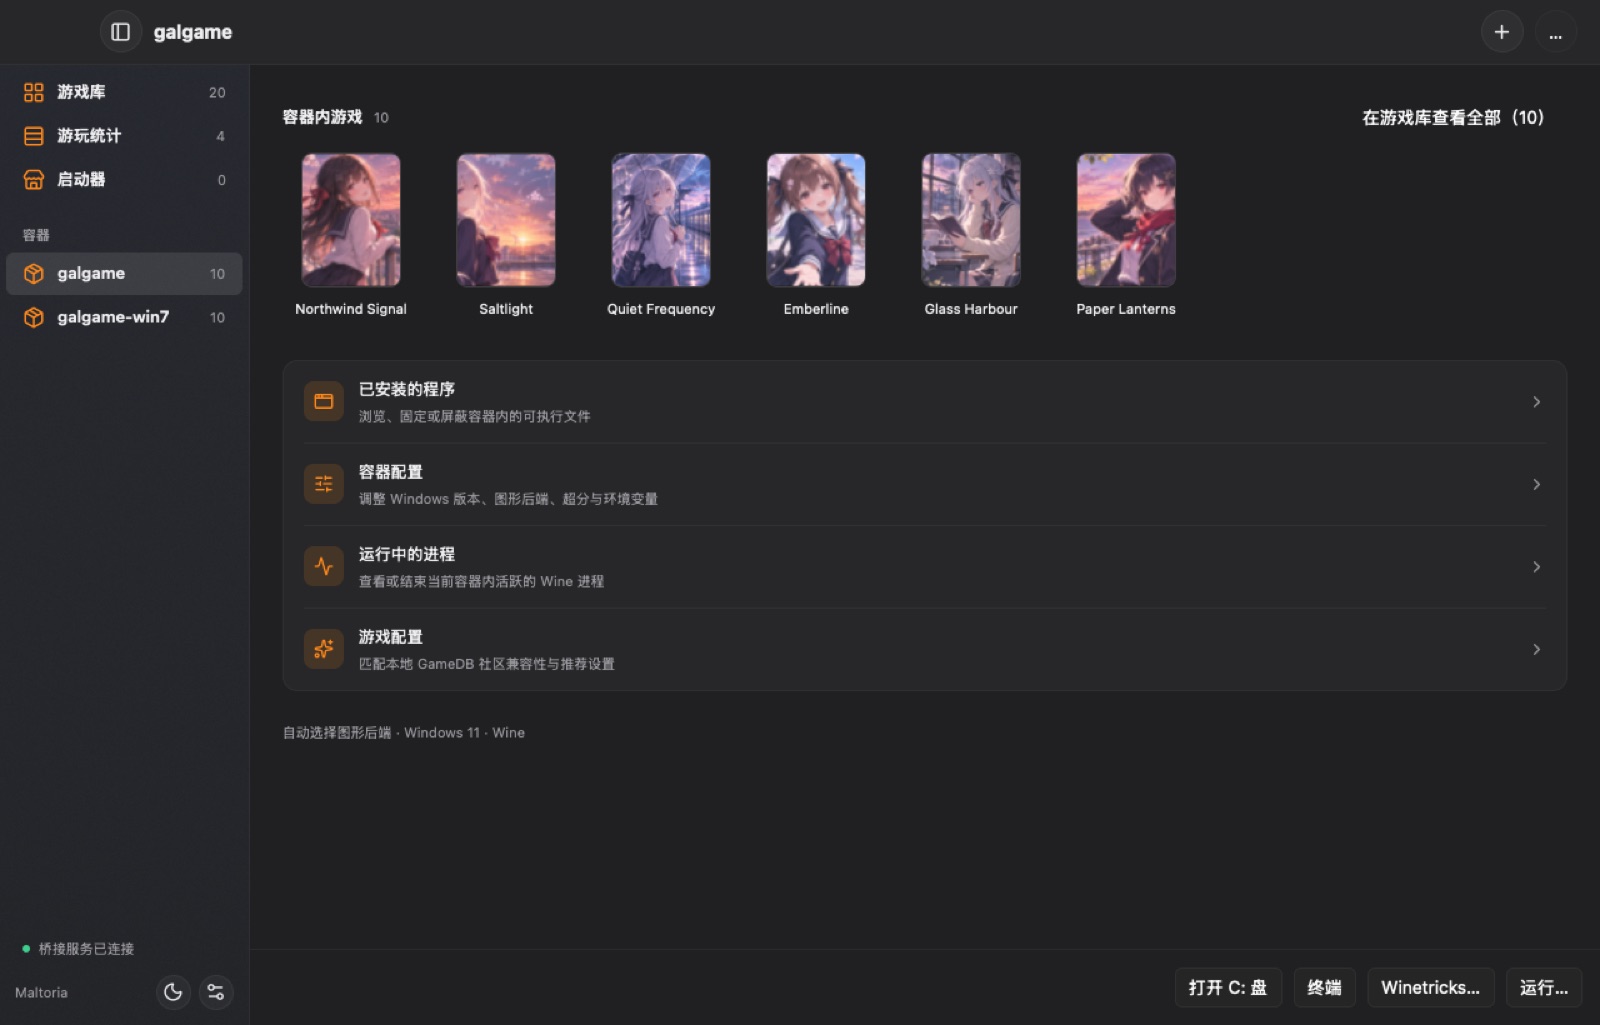 galgame
+
...
游戏库 20
游玩统计 4
启动器 0
容器
galgame 10
galgame-win7 10
容器内游戏 10
在游戏库查看全部（10）
Northwind Signal
Saltlight
Quiet Frequency
Emberline
Glass Harbour
Paper Lanterns
已安装的程序
浏览、固定或屏蔽容器内的可执行文件
容器配置
调整 Windows 版本、图形后端、超分与环境变量
运行中的进程
查看或结束当前容器内活跃的 Wine 进程
游戏配置
匹配本地 GameDB 社区兼容性与推荐设置
自动选择图形后端 · Windows 11 · Wine
桥接服务已连接
Maltoria
打开 C: 盘
终端
Winetricks...
运行...